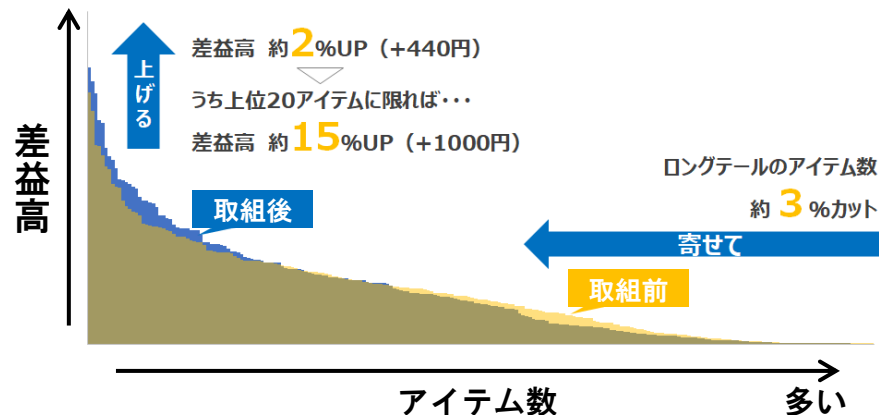 差益高 約2%UP（+440円）
上げる
うち上位20アイテムに限れば・・・
差益高 約15%UP（+1000円）
差益高
ロングテールのアイテム数
約 3 %カット
取組後
寄せて
取組前
アイテム数
多い